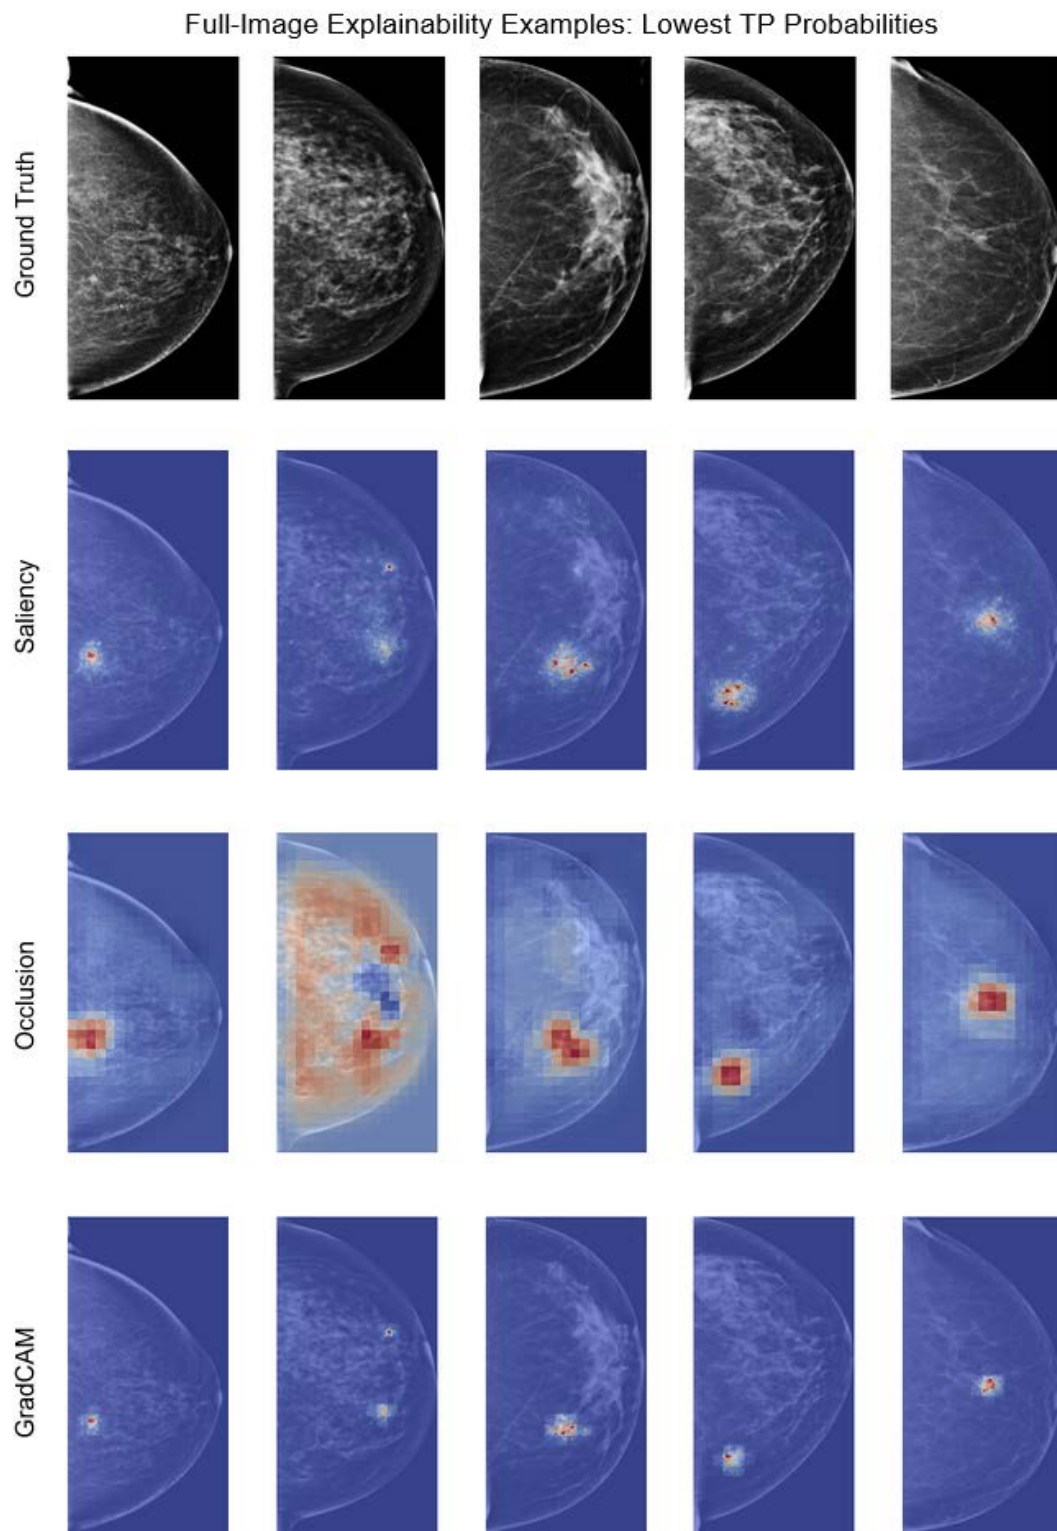 Full-Image Explainability Examples: Lowest TP Probabilities
Ground Truth
Saliency
Occlusion
GradCAM